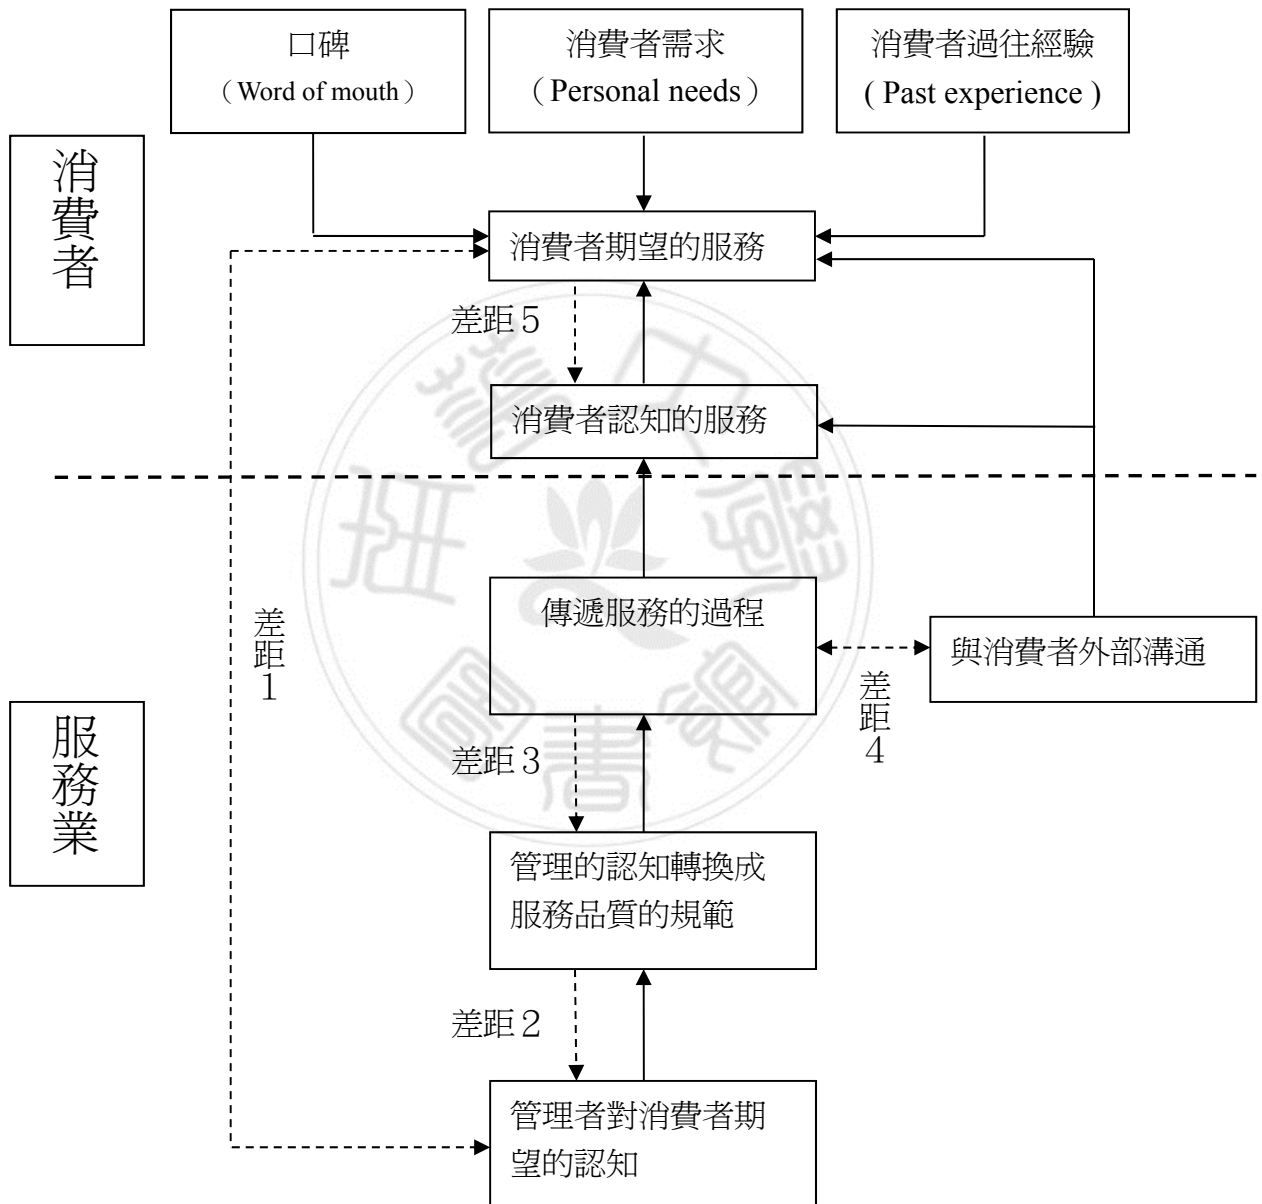 口碑
（Word of mouth）
消費者需求
（Personal needs）
消費者過往經驗
( Past experience )
消費者
消費者期望的服務
差距５
消費者認知的服務
差距１
傳遞服務的過程
與消費者外部溝通
差距４
服務業
差距３
管理的認知轉換成
服務品質的規範
差距２
管理者對消費者期
望的認知